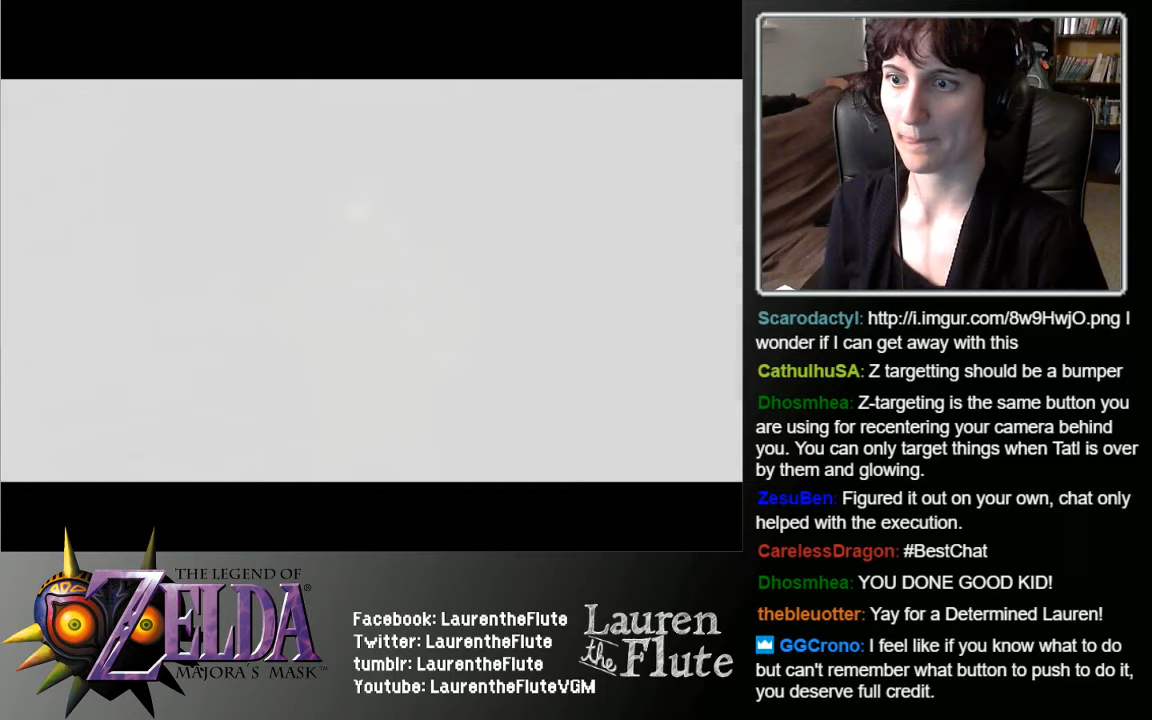 Scarodactyl: http://i.imgur.com/8w9HwjO.png I
wonder if I can get away with this
CathulhuSA: Z targetting should be a bumper
Dhosmhea: Z-targeting is the same button you
are using for recentering your camera behind
you. You can only target things when Tatl is over
by them and glowing.
ZesuBen: Figured it out on your own, chat only
helped with the execution.
CarelessDragon: #BestChat
Dhosmhea: YOU DONE GOOD KID!
thebleuotter: Yay for a Determined Lauren!
GGCrono: I feel like if you know what to do
but can't remember what button to push to do it,
you deserve full credit.
THE LEGEND OF
ZELDA®
MAJORA'S MASK™
Facebook: LaurentheFlute
Twitter: LaurentheFlute
tumblr: LaurentheFlute
Youtube: LaurentheFluteVGM
Lauren
the Flute